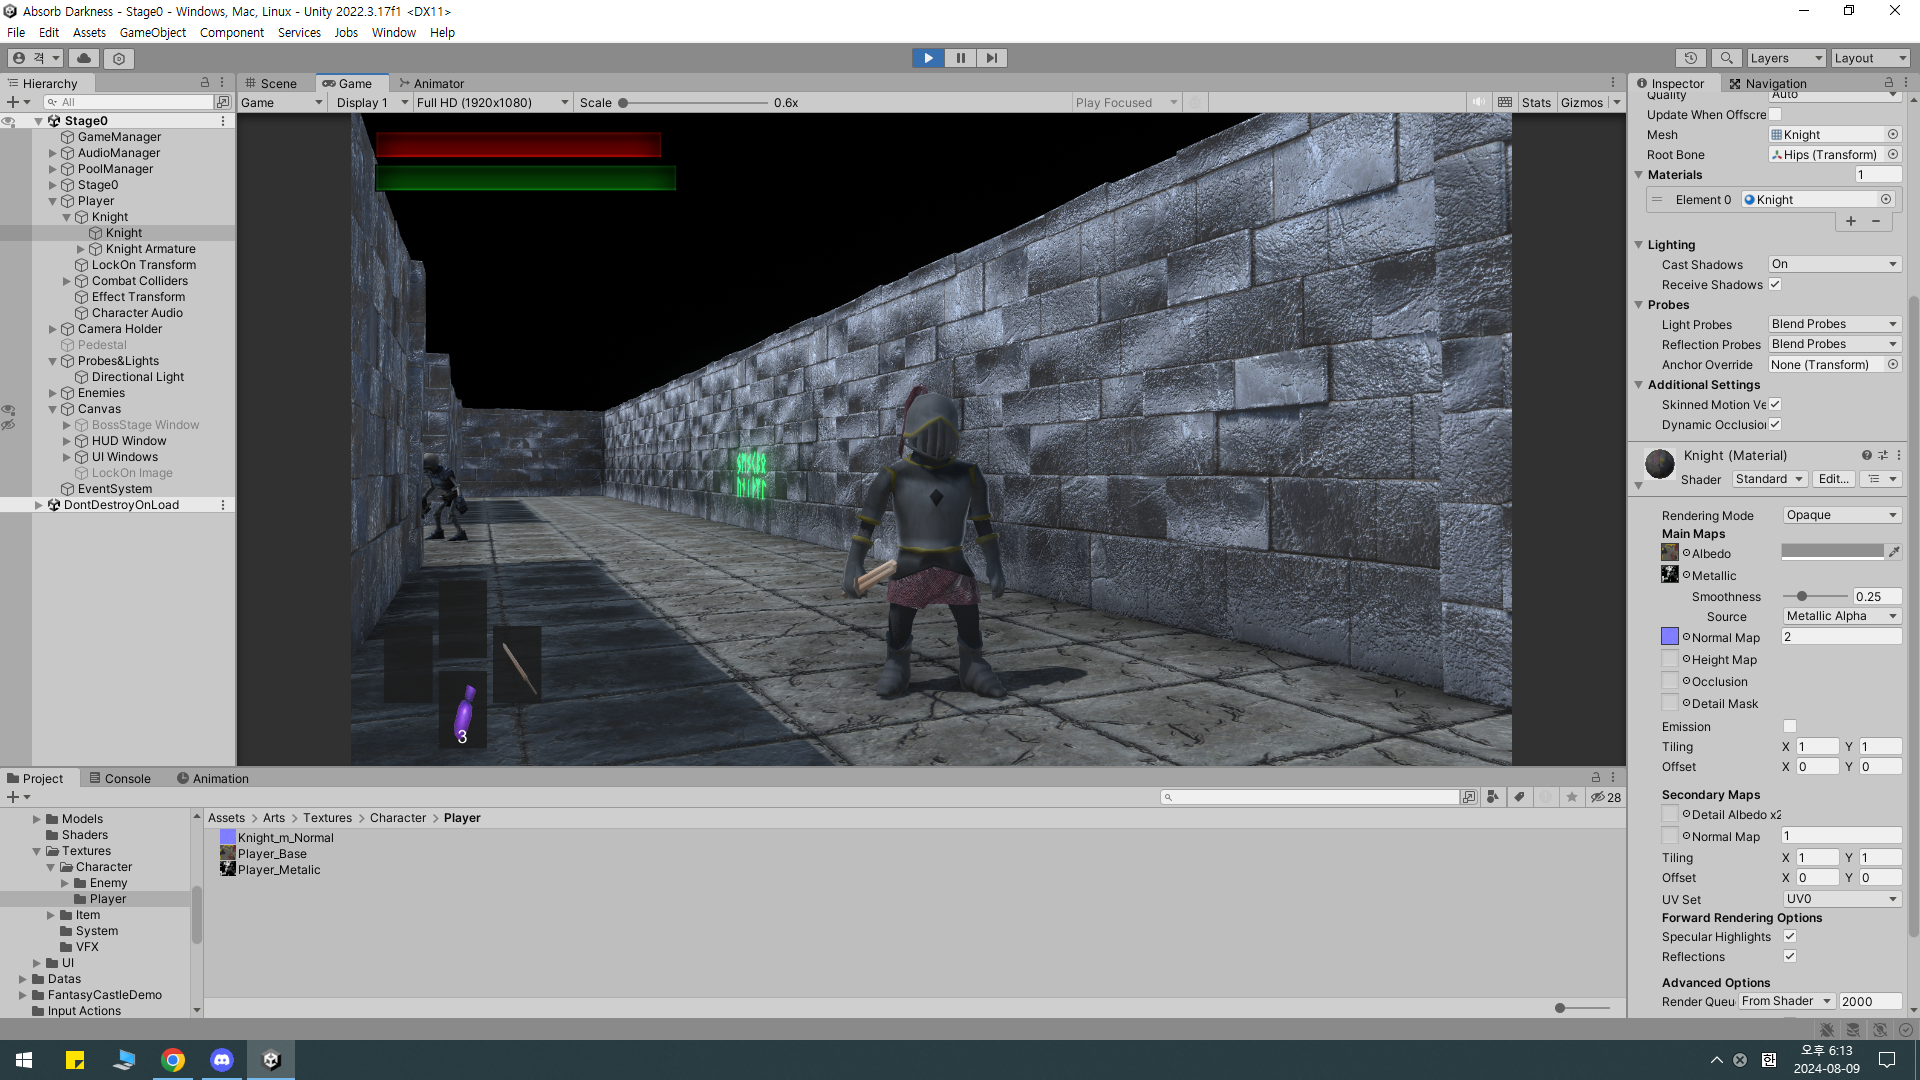 Absorb Darkness - Stage0 - Windows, Mac, Linux - Unity 2022.3.17f1 <DX11>
File Edit Assets GameObject Component Services Jobs Window Help
격 Layers Layout
Hierarchy
All
Stage0
GameManager
AudioManager
PoolManager
Stage0
Player
Knight
Knight
Knight Armature
LockOn Transform
Combat Colliders
Effect Transform
Character Audio
Camera Holder
Pedestal
Probes&Lights
Directional Light
Enemies
Canvas
BossStage Window
HUD Window
UI Windows
LockOn Image
EventSystem
DontDestroyOnLoad
Scene Game Animator
Game Display 1 Full HD (1920x1080) Scale 0.6x Play Focused Stats Gizmos
3
Inspector Navigation
Quality Auto
Update When Offscre
Mesh Knight
Root Bone Hips (Transform)
Materials 1
Element 0 Knight
Lighting
Cast Shadows On
Receive Shadows
Probes
Light Probes Blend Probes
Reflection Probes Blend Probes
Anchor Override None (Transform)
Additional Settings
Skinned Motion Ve
Dynamic Occlusion
Knight (Material)
Shader Standard Edit...
Rendering Mode Opaque
Main Maps
Albedo
Metallic
Smoothness 0.25
Source Metallic Alpha
Normal Map 2
Height Map
Occlusion
Detail Mask
Emission
Tiling X 1 Y 1
Offset X 0 Y 0
Secondary Maps
Detail Albedo x2
Normal Map 1
Tiling X 1 Y 1
Offset X 0 Y 0
UV Set UV0
Forward Rendering Options
Specular Highlights
Reflections
Advanced Options
Render Queu From Shader 2000
Project Console Animation
28
Models
Shaders
Textures
Character
Enemy
Player
Item
System
VFX
UI
Datas
FantasyCastleDemo
Input Actions
Assets > Arts > Textures > Character > Player
Knight_m_Normal
Player_Base
Player_Metalic
한
오후 6:13
2024-08-09